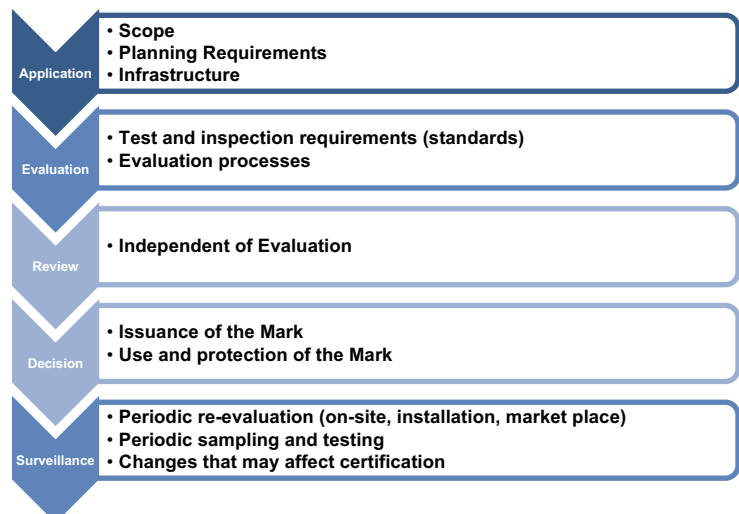 Application
• Scope
• Planning Requirements
• Infrastructure
Evaluation
• Test and inspection requirements (standards)
• Evaluation processes
Review
• Independent of Evaluation
Decision
• Issuance of the Mark
• Use and protection of the Mark
Surveillance
• Periodic re-evaluation (on-site, installation, market place)
• Periodic sampling and testing
• Changes that may affect certification